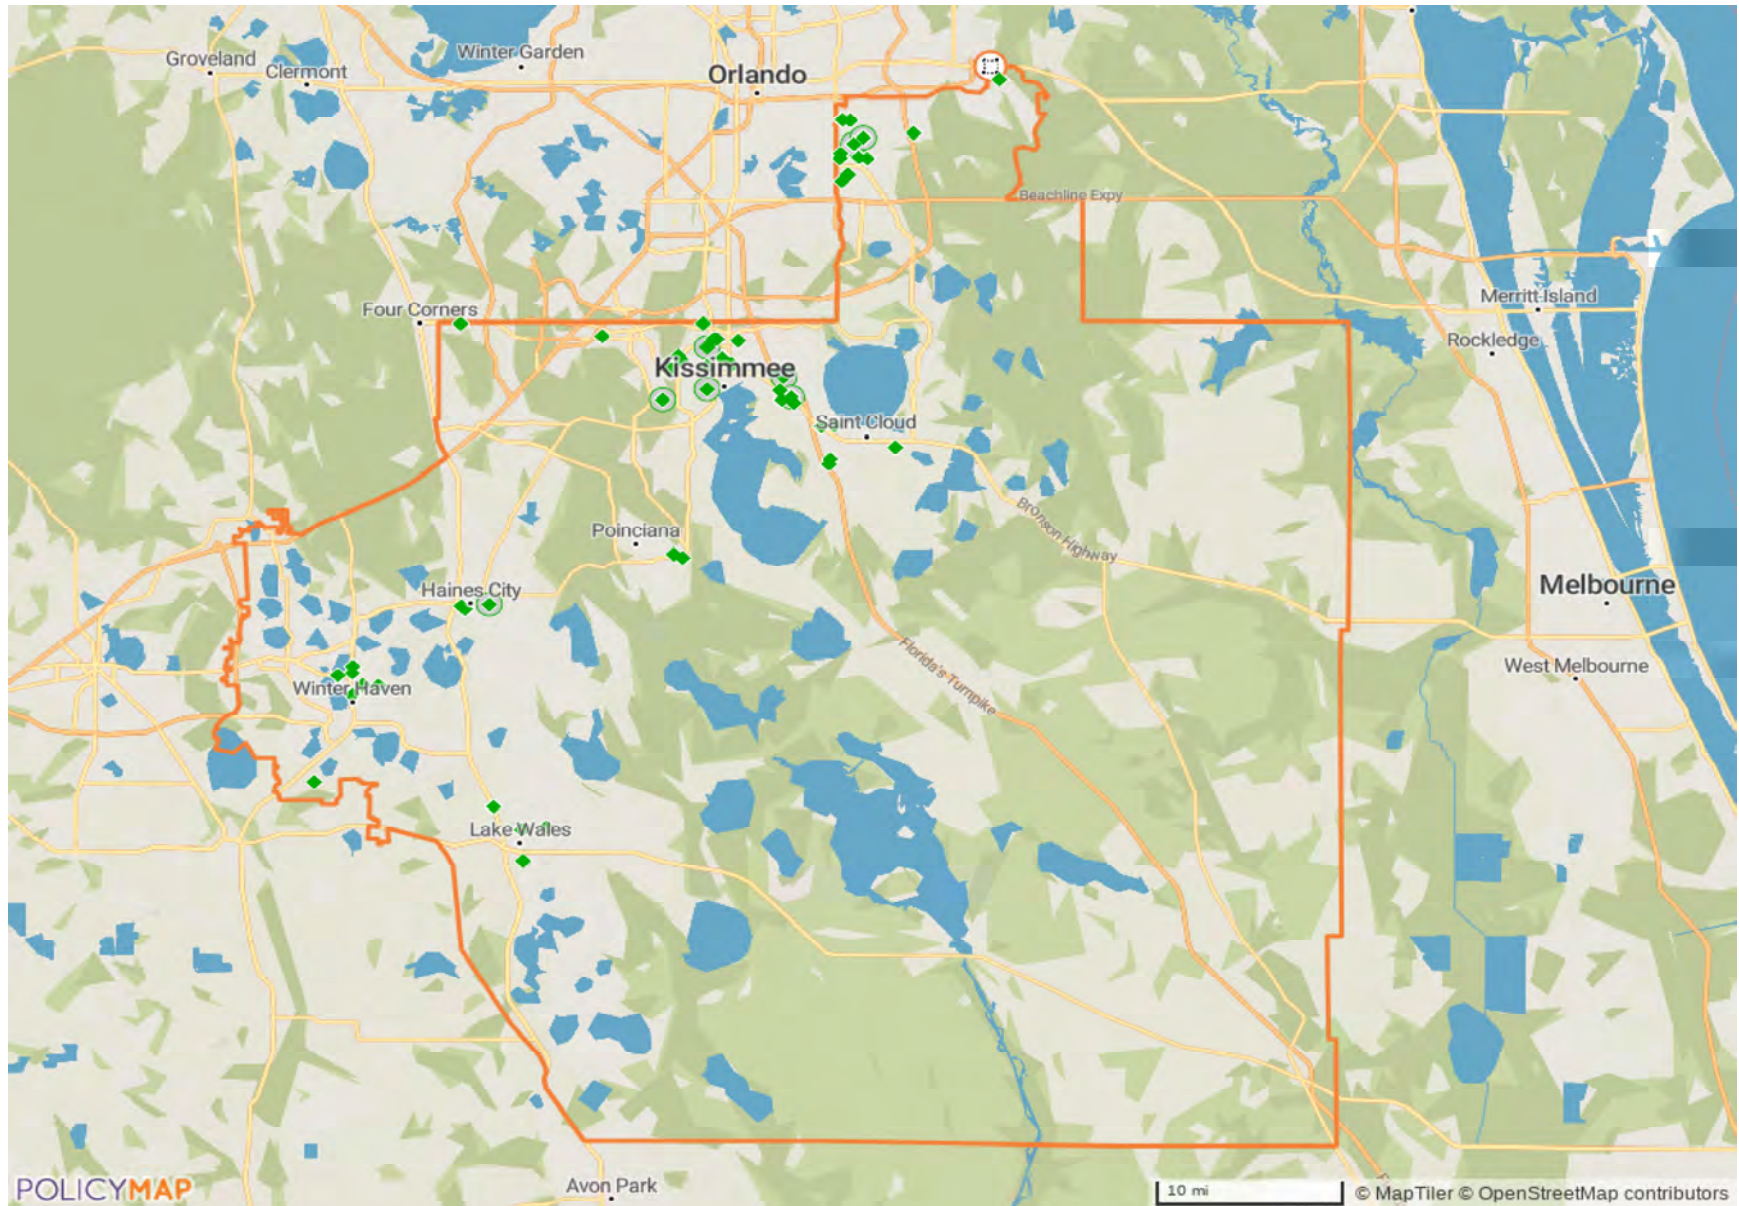 Winter Garden
Groveland
Clermont
Orlando
Beachline Expy
Merritt Island
Four Corners
Rockledge
Kissimmee
Saint Cloud
Bronson Highway
Poinciana
Melbourne
Haines City
Florida's Turnpike
West Melbourne
Winter Haven
Lake Wales
Avon Park
POLICYMAP
10 mi
© MapTiler © OpenStreetMap contributors